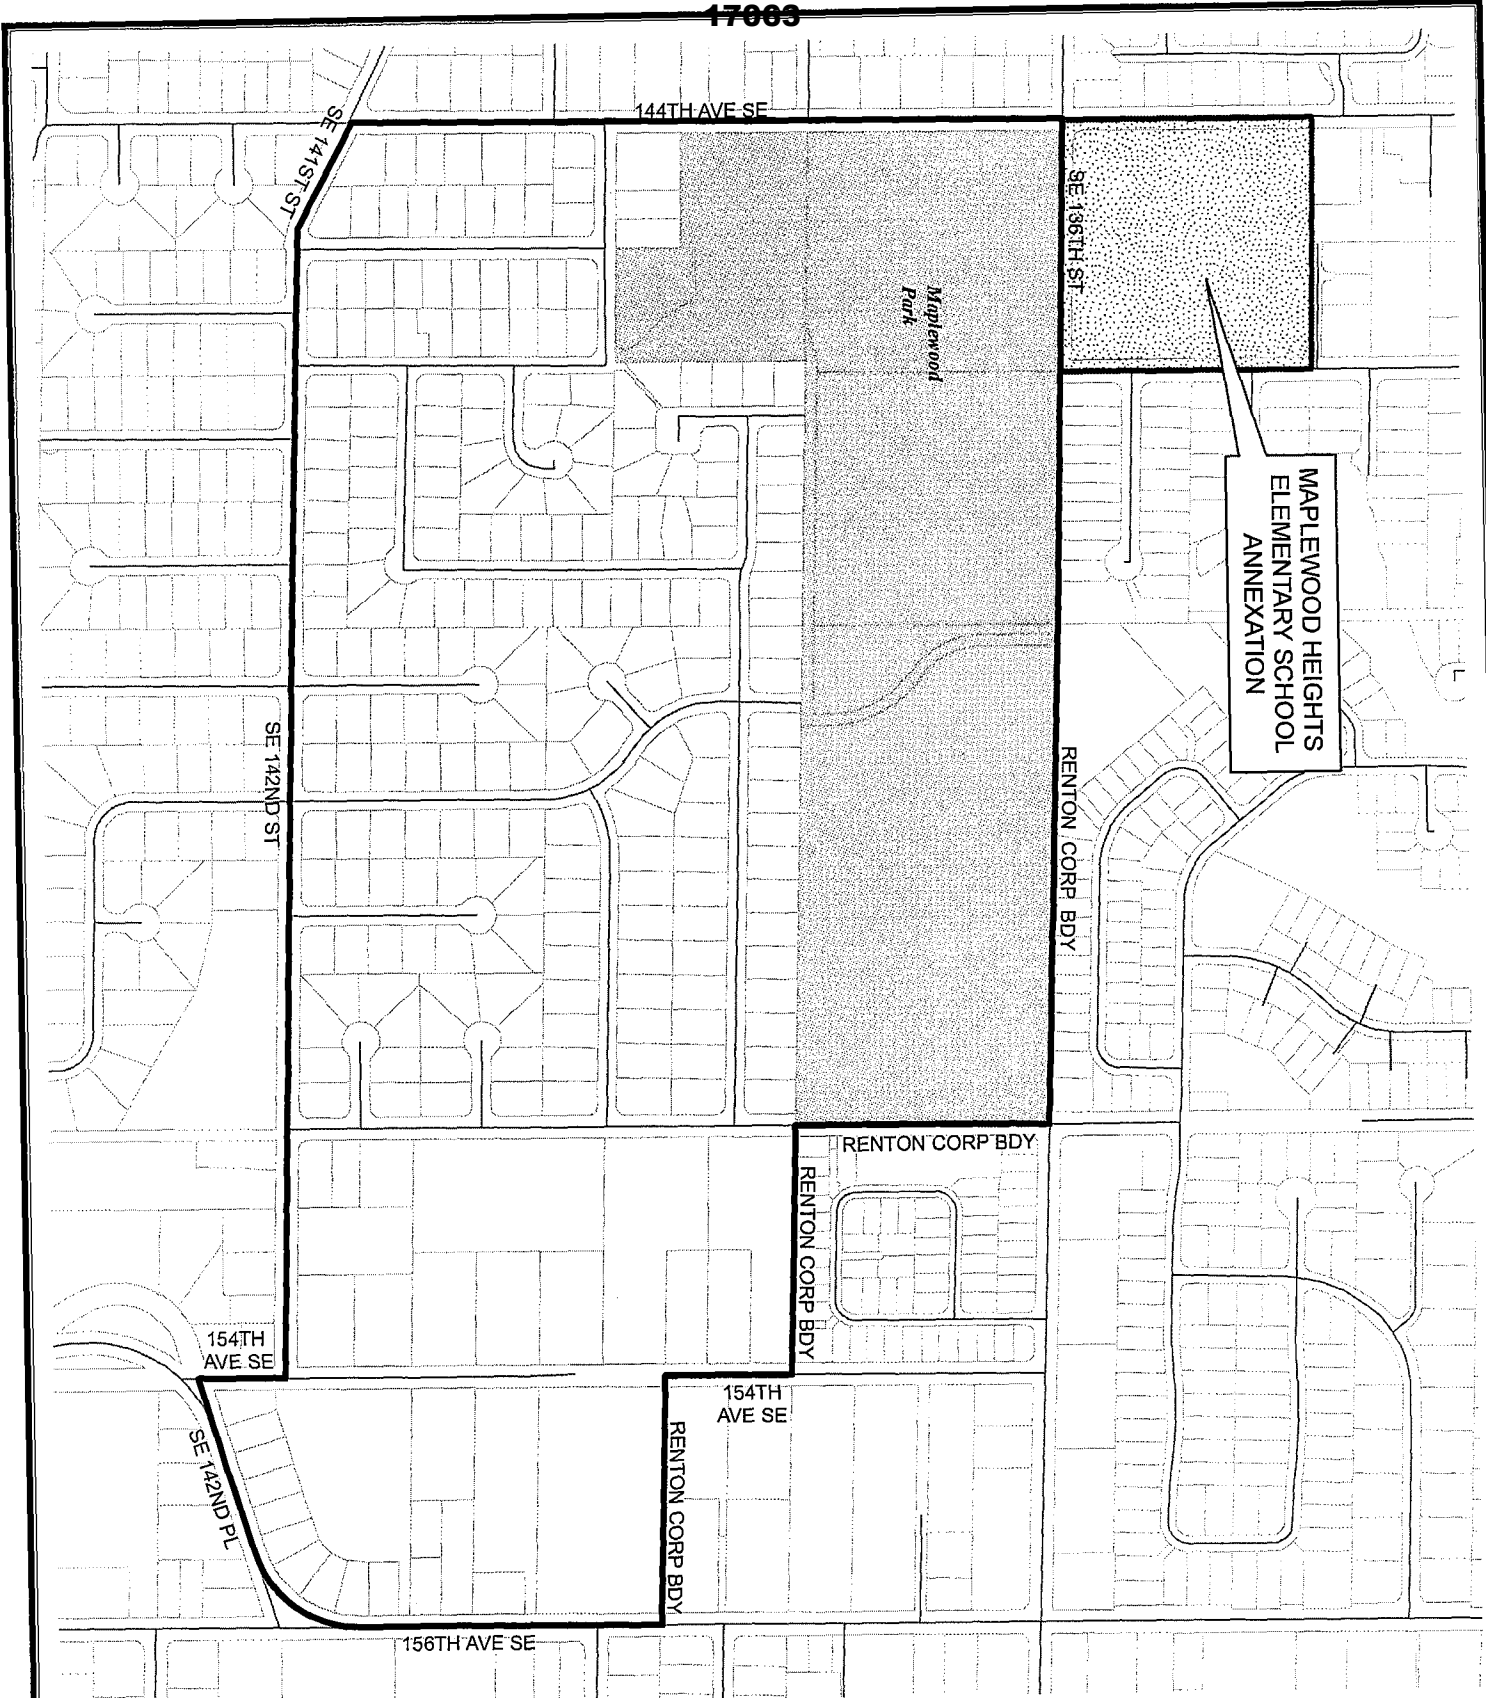 17063
144TH AVE SE
SE 141ST ST
SE 136TH ST
Maplewood
Park
MAPLEWOOD HEIGHTS
ELEMENTARY SCHOOL
ANNEXATION
SE 142ND ST
RENTON CORP BDY
RENTON CORP BDY
RENTON CORP BDY
154TH
AVE SE
154TH
AVE SE
SE 142ND PL
RENTON CORP BDY
156TH AVE SE